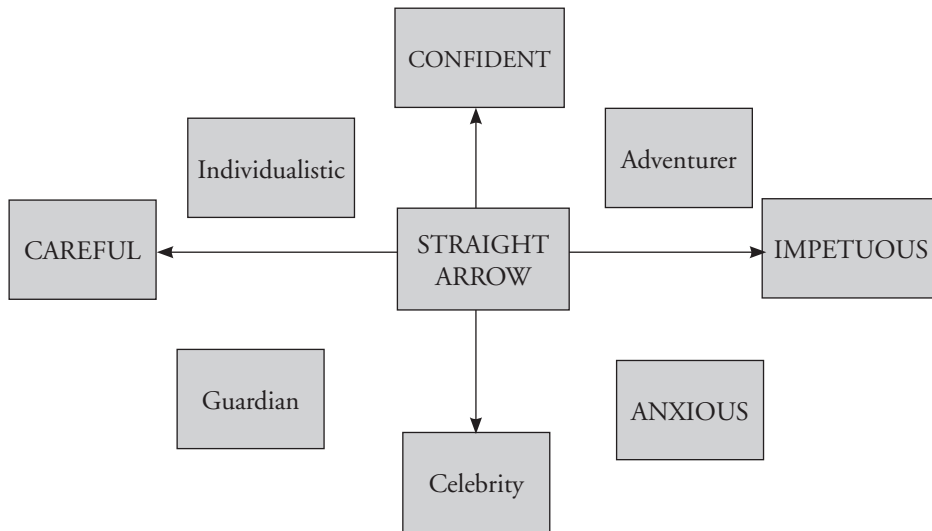 CONFIDENT
Individualistic
Adventurer
CAREFUL
STRAIGHT
ARROW
IMPETUOUS
Guardian
ANXIOUS
Celebrity